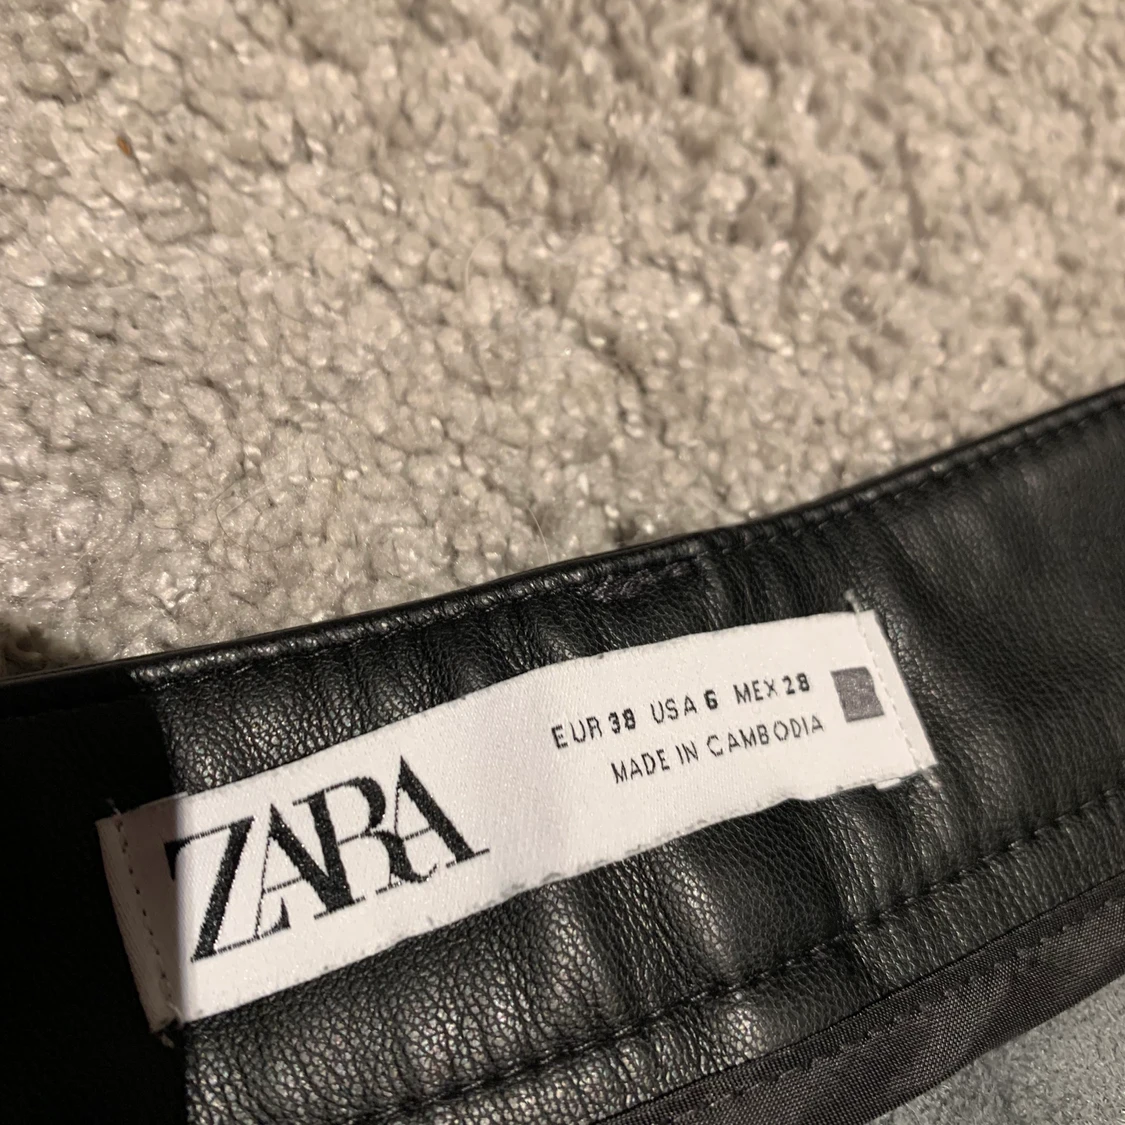 ZARA
EUR 38 USA 6 MEX 28
MADE IN CAMBODIA